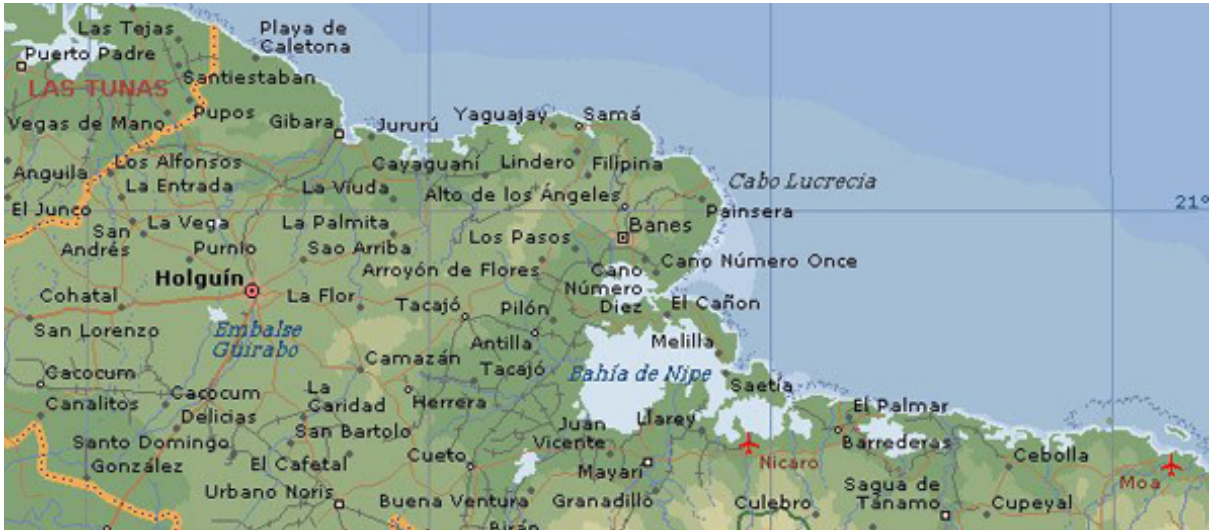 Las Tejas
Playa de
Caletona
Puerto Padre
Santiestaban
LAS TUNAS
Pupos
Vegas de Mano
Gibara
Jururú
Yaguajay
Samá
Anguila
Los Alfonsos
Cayaguaní
Lindero
Filipina
La Entrada
La Viuda
Alto de los Ángeles
Cabo Lucrecia
El Junco
San
Andrés
La Vega
La Palmita
Painsera
21°
Banes
Purnio
Sao Arriba
Los Pasos
Arroyón de Flores
Cano
Número
Diez
Cano Número Once
Holguín
Cohatal
La Flor
Tacajó
Pilón
El Cañon
San Lorenzo
Embalse
Guirabo
Antilla
Melilla
Camazán
Tacajó
Bahía de Nipe
Saetía
Cacocum
Cacocum
La
Caridad
Herrera
Canalitos
Delicias
Juan
Vicente
Llarey
El Palmar
Santo Domingo
San Bartolo
Barrederas
González
El Cafetal
Cueto
Mayari
Nicaro
Cebolla
Moa
Urbano Noris
Buena Ventura
Granadillo
Culebro
Sagua de
Tánamo
Cupeyal
Birán